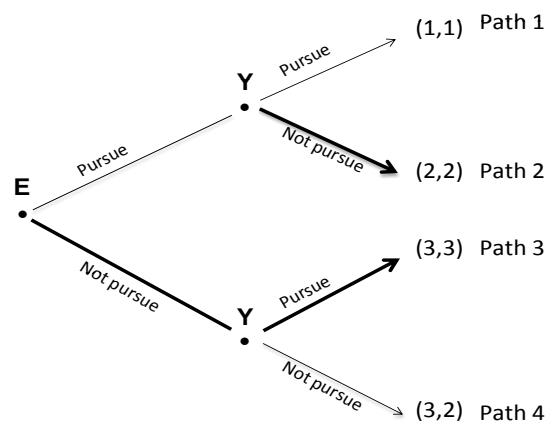 (1,1) Path 1
Pursue
Y
Not pursue
Pursue
(2,2) Path 2
E
(3,3) Path 3
Not pursue
Pursue
Y
Not pursue
(3,2) Path 4